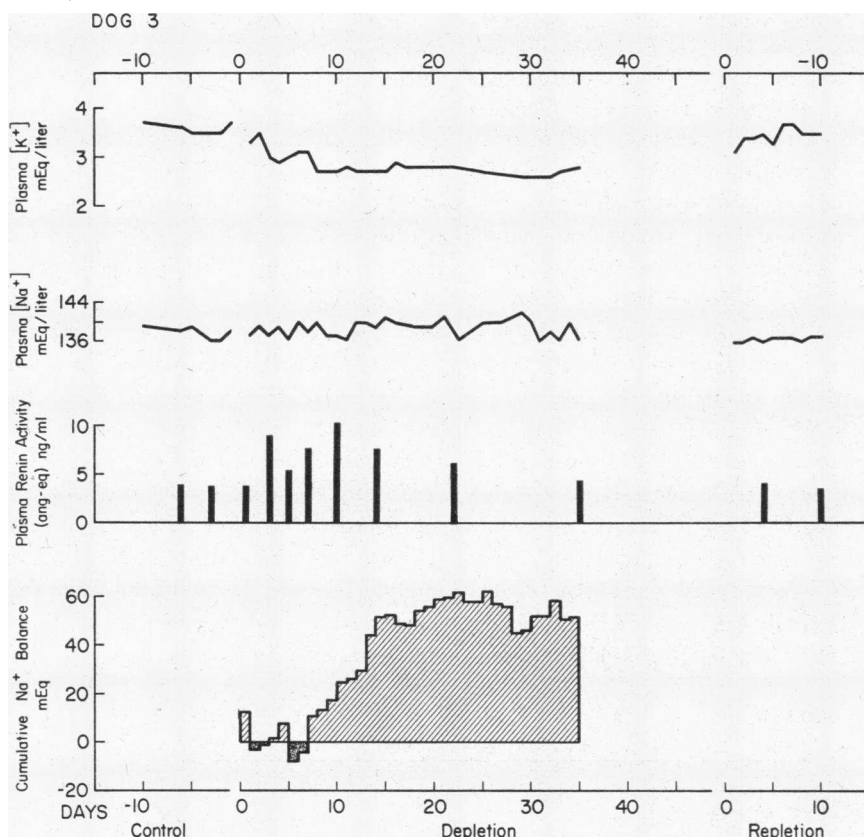 DOG 3
-10 0 10 20 30 40 50 0 -10
Plasma [K+]
mEq/liter
4
3
2
Plasma [Na+]
mEq/liter
144
136
Plasma Renin Activity
(ang-eq) ng/ml
10
5
0
Cumulative Na+ Balance
mEq
60
40
20
0
-20
DAYS -10 0 10 20 30 40 0 10
Control Depletion Repletion